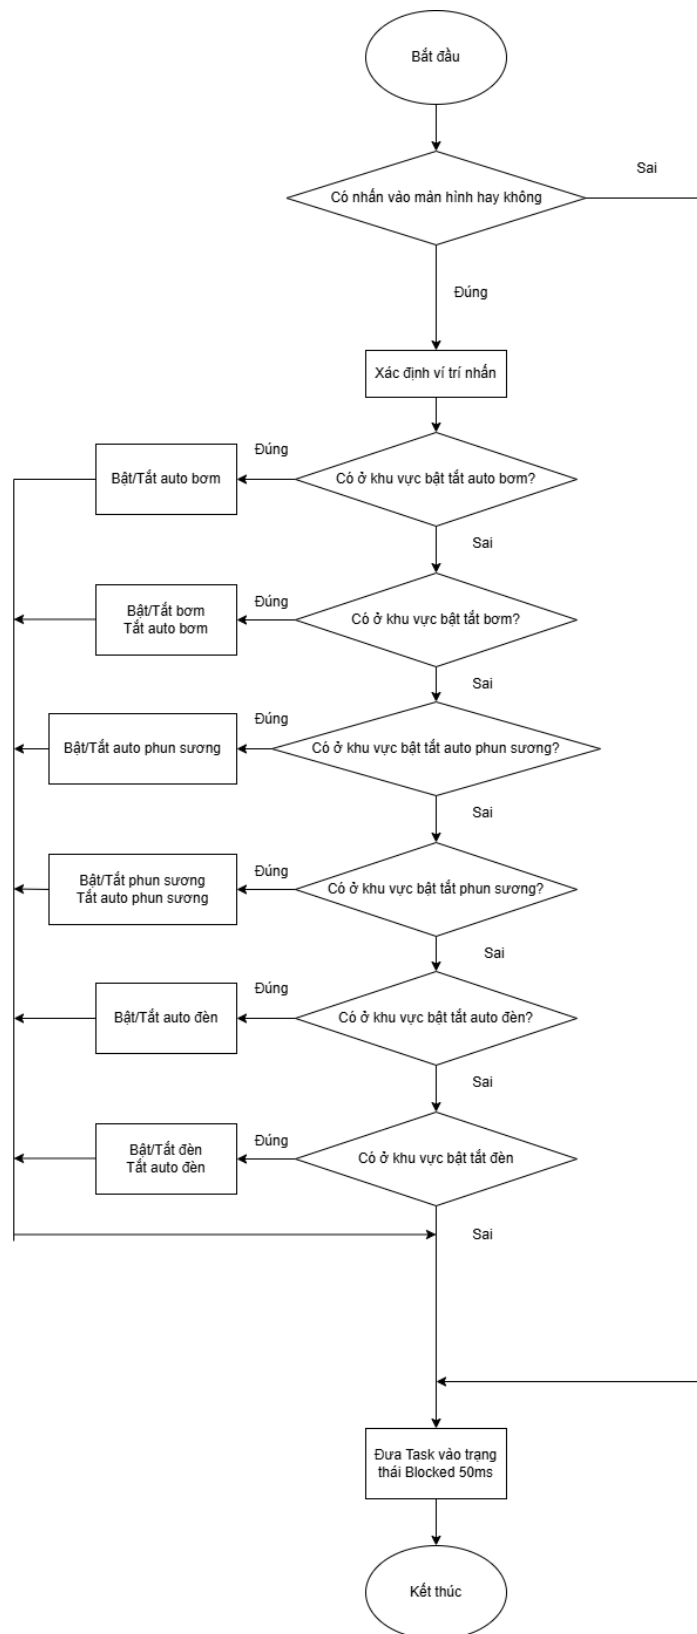 Bắt đầu
Có nhấn vào màn hình hay không
Sai
Đúng
Xác định ví trí nhấn
Có ở khu vực bật tắt auto bơm?
Đúng
Bật/Tắt auto bơm
Sai
Có ở khu vực bật tắt bơm?
Đúng
Bật/Tắt bơm
Tắt auto bơm
Sai
Có ở khu vực bật tắt auto phun sương?
Đúng
Bật/Tắt auto phun sương
Sai
Có ở khu vực bật tắt phun sương?
Đúng
Bật/Tắt phun sương
Tắt auto phun sương
Sai
Có ở khu vực bật tắt auto đèn?
Đúng
Bật/Tắt auto đèn
Sai
Có ở khu vực bật tắt đèn
Đúng
Bật/Tắt đèn
Tắt auto đèn
Sai
Đưa Task vào trạng
thái Blocked 50ms
Kết thúc